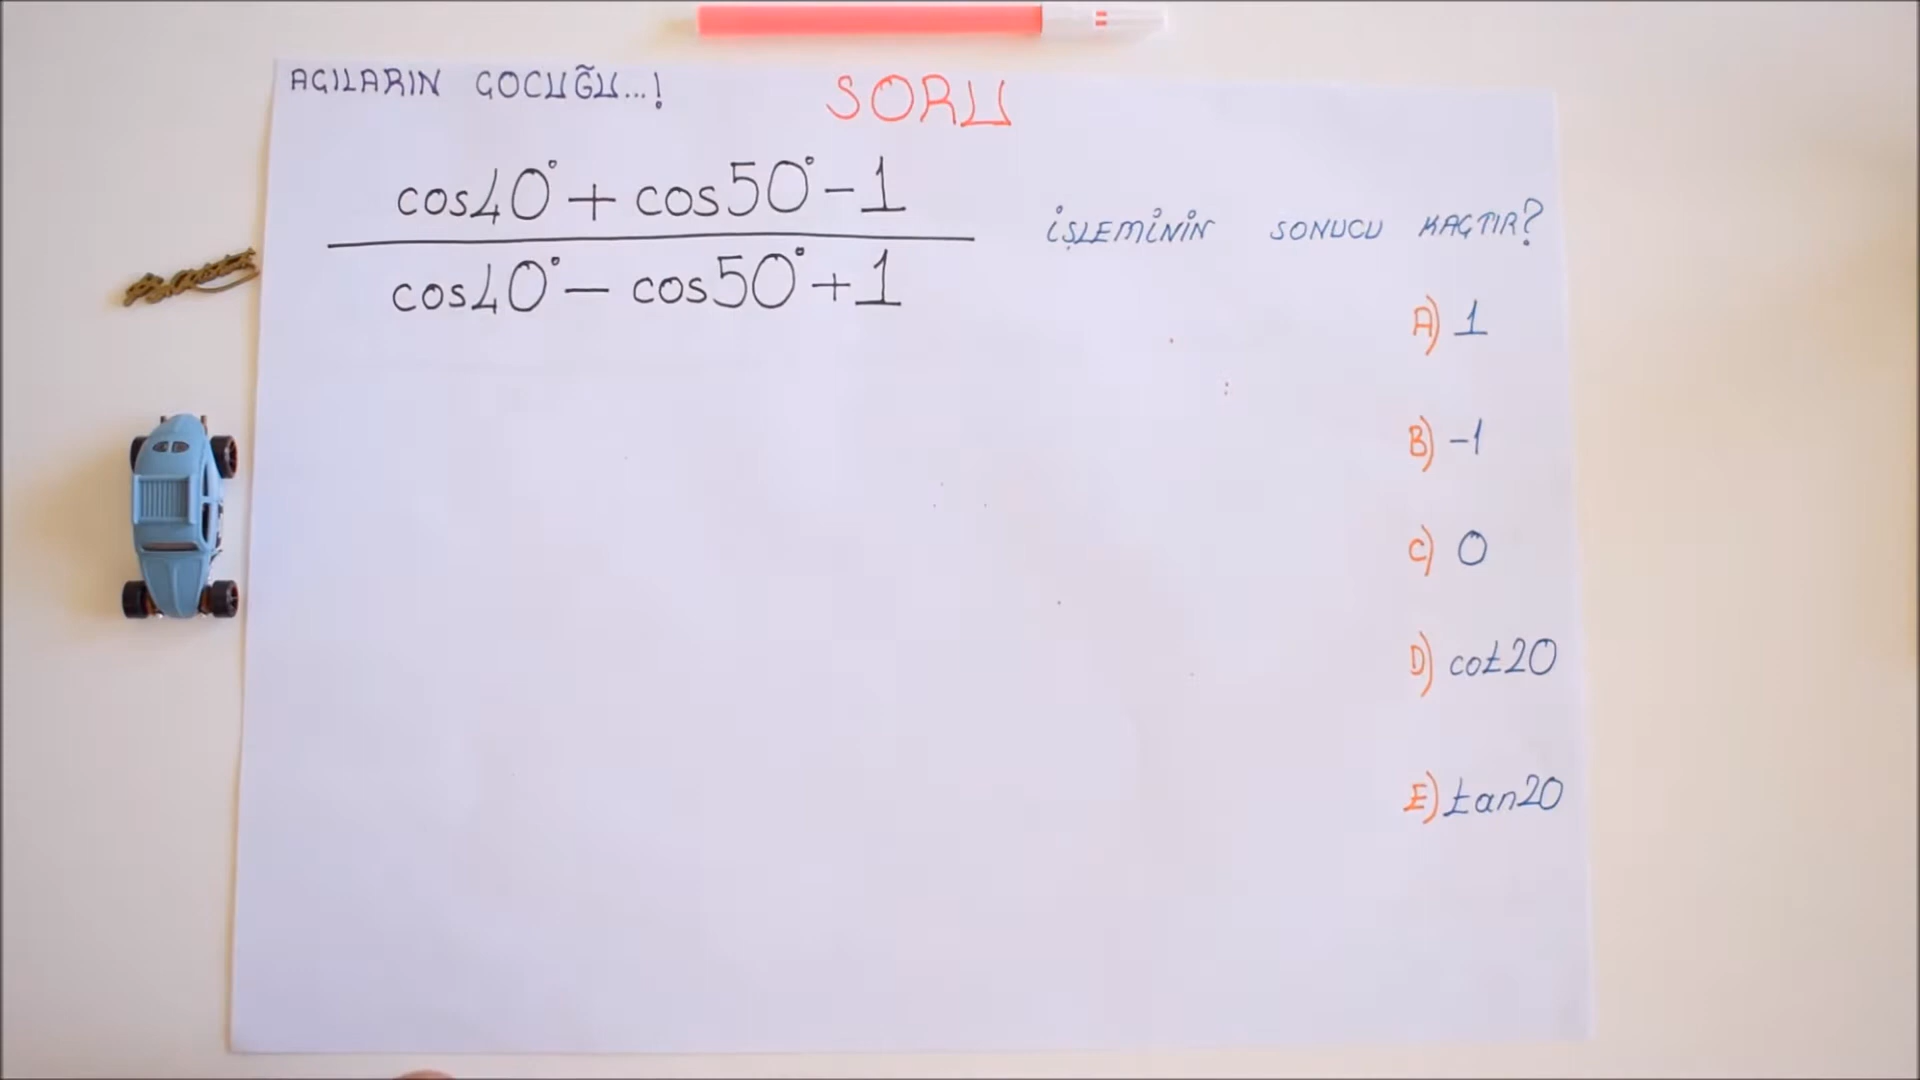 AÇILARIN ÇOCUĞU...!
SORU
cos40° + cos50° - 1
cos40° - cos50° + 1
İŞLEMİNİN SONUCU KAÇTIR?
A) 1
B) -1
C) 0
D) cot20
E) tan20